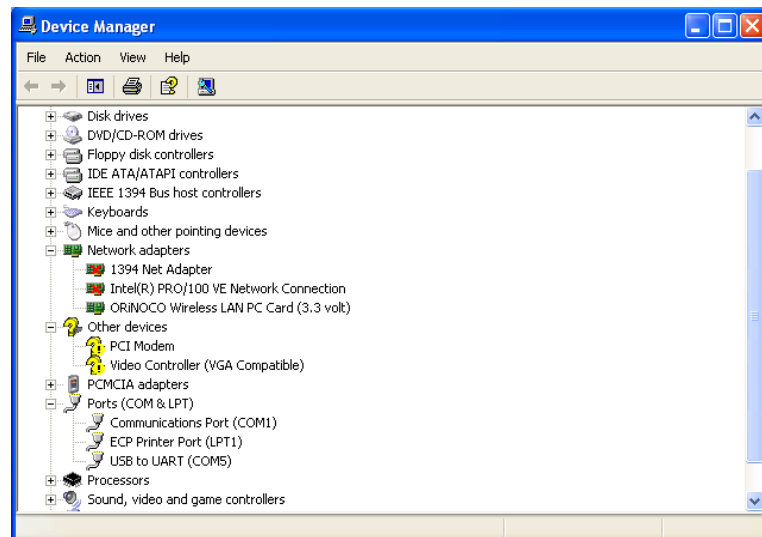 Device Manager
File Action View Help
Disk drives
DVD/CD-ROM drives
Floppy disk controllers
IDE ATA/ATAPI controllers
IEEE 1394 Bus host controllers
Keyboards
Mice and other pointing devices
Network adapters
1394 Net Adapter
Intel(R) PRO/100 VE Network Connection
ORiNOCO Wireless LAN PC Card (3.3 volt)
Other devices
PCI Modem
Video Controller (VGA Compatible)
PCMCIA adapters
Ports (COM & LPT)
Communications Port (COM1)
ECP Printer Port (LPT1)
USB to UART (COM5)
Processors
Sound, video and game controllers